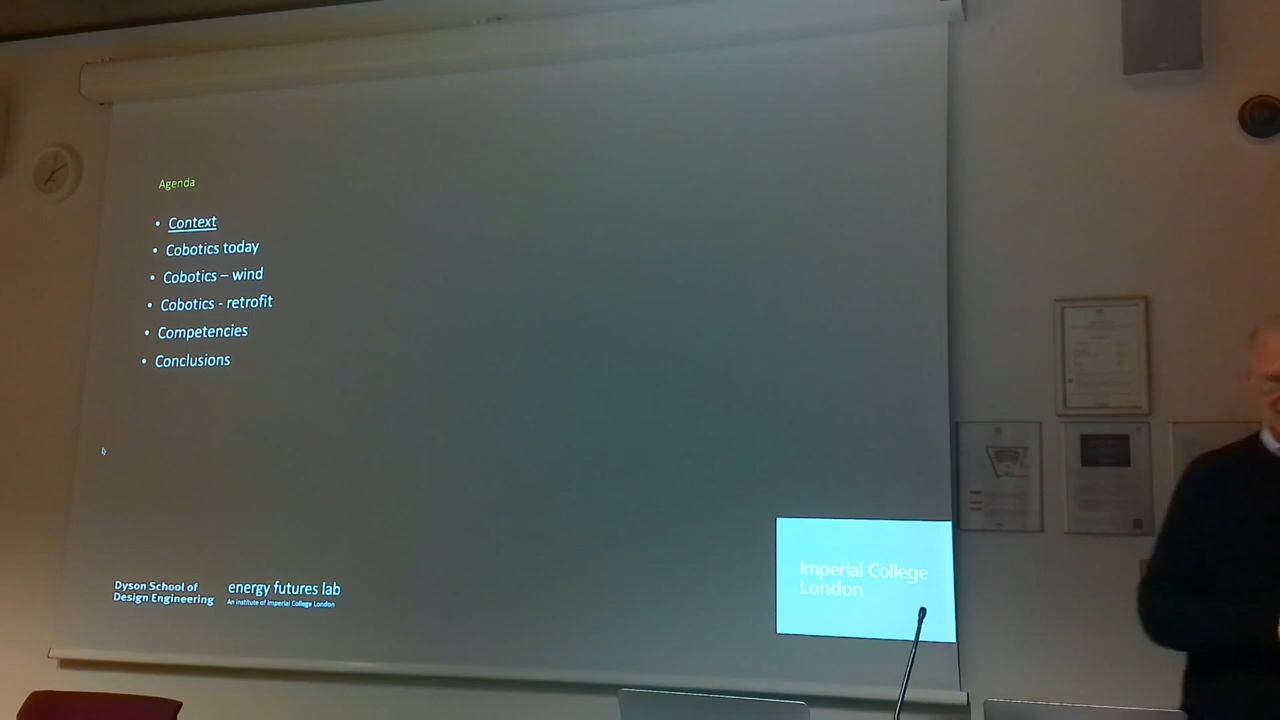 Agenda
• Context
• Cobotics today
• Cobotics – wind
• Cobotics - retrofit
• Competencies
• Conclusions
Dyson School of
Design Engineering
energy futures lab
An institute of Imperial College London
Imperial College
London